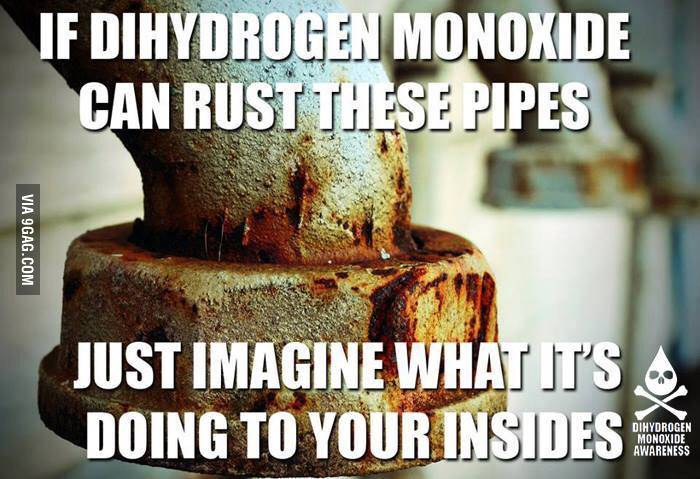 IF DIHYDROGEN MONOXIDE
CAN RUST THESE PIPES
VIA 9GAG.COM
JUST IMAGINE WHAT IT'S
DOING TO YOUR INSIDES
DIHYDROGEN
MONOXIDE
AWARENESS